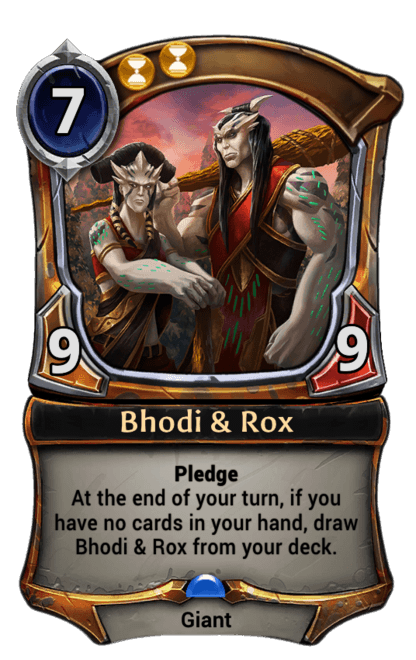 7
9
9
Bhodi & Rox
Pledge
At the end of your turn, if you
have no cards in your hand, draw
Bhodi & Rox from your deck.
Giant